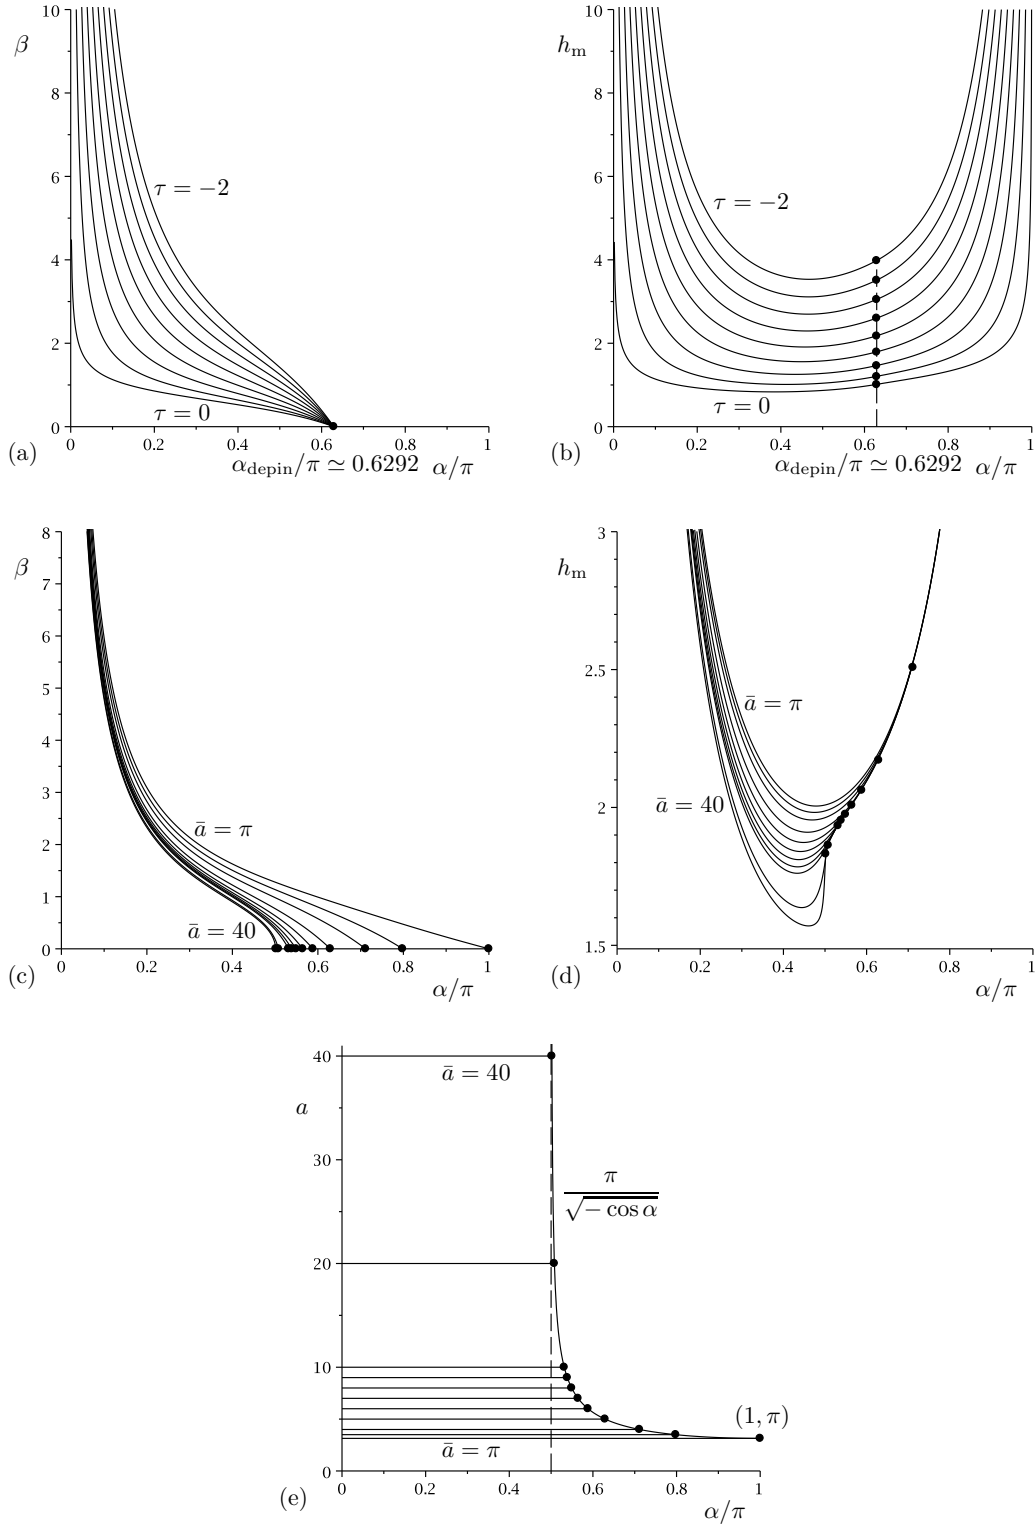 10
8
6
4
2
0
β
τ = −2
τ = 0
0 0.2 0.4 0.6 0.8 1
α_depin/π ≃ 0.6292 α/π
(a)
10
8
6
4
2
0
h_m
τ = −2
τ = 0
0 0.2 0.4 0.6 0.8 1
α_depin/π ≃ 0.6292 α/π
(b)
8
7
6
5
4
3
2
1
0
β
ā = π
ā = 40
0 0.2 0.4 0.6 0.8 1
α/π
(c)
3
2.5
2
1.5
h_m
ā = π
ā = 40
0 0.2 0.4 0.6 0.8 1
α/π
(d)
40
30
20
10
0
a
ā = 40
π
√− cos α
(1, π)
ā = π
0 0.2 0.4 0.6 0.8 1
α/π
(e)